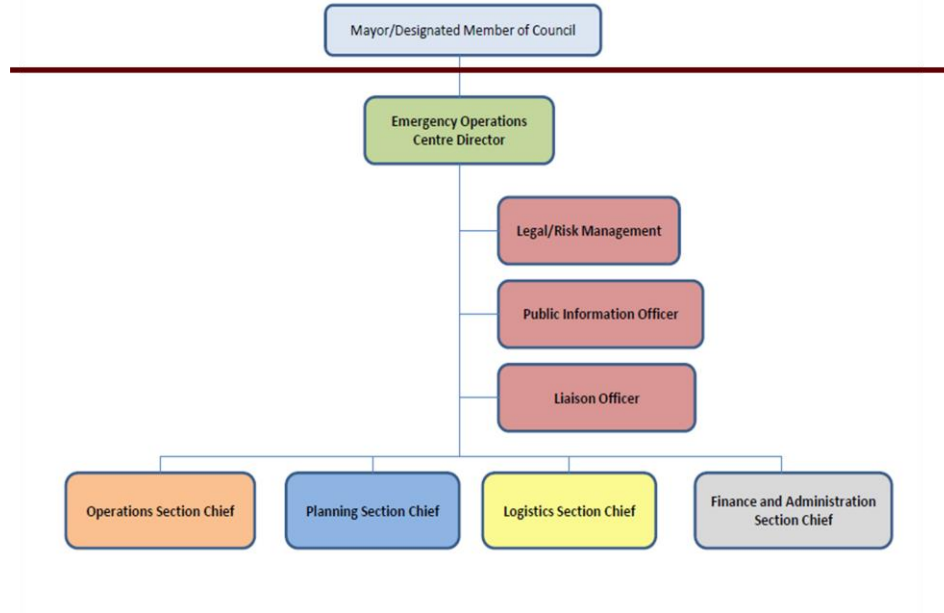 Mayor/Designated Member of Council
Emergency Operations
Centre Director
Legal/Risk Management
Public Information Officer
Liaison Officer
Operations Section Chief
Planning Section Chief
Logistics Section Chief
Finance and Administration
Section Chief